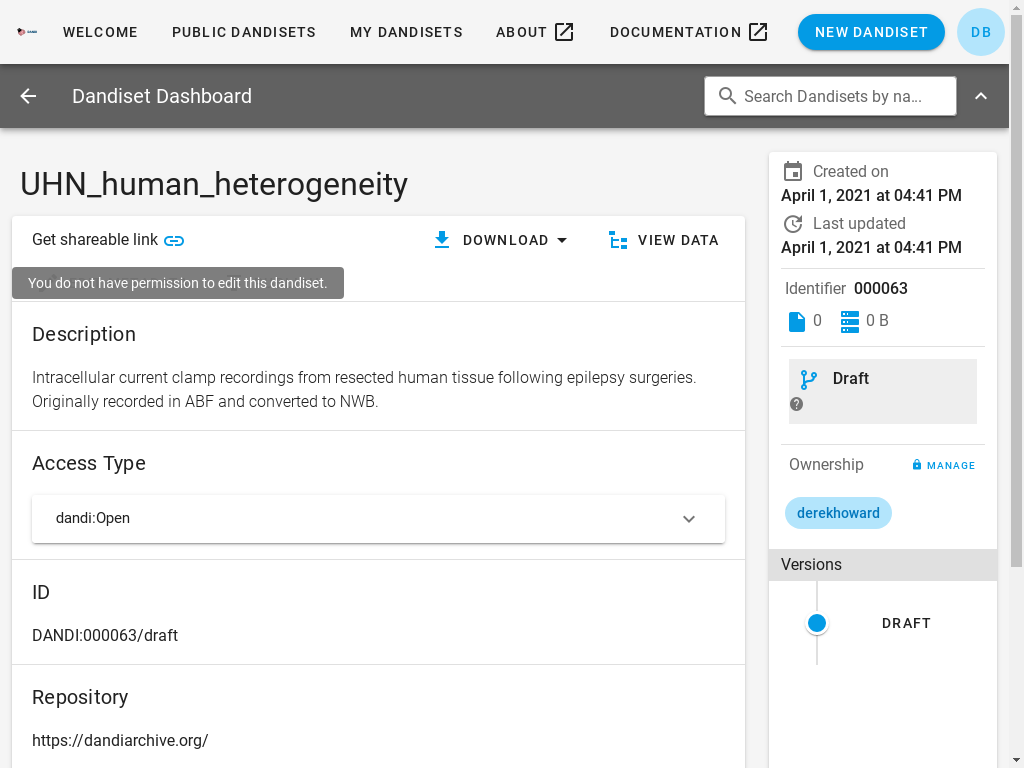 WELCOME PUBLIC DANDISETS MY DANDISETS ABOUT DOCUMENTATION NEW DANDISET DB
Dandiset Dashboard Search Dandisets by na...
UHN_human_heterogeneity
Get shareable link DOWNLOAD VIEW DATA
You do not have permission to edit this dandiset.
Description
Intracellular current clamp recordings from resected human tissue following epilepsy surgeries.
Originally recorded in ABF and converted to NWB.
Access Type
dandi:Open
ID
DANDI:000063/draft
Repository
https://dandiarchive.org/
Created on
April 1, 2021 at 04:41 PM
Last updated
April 1, 2021 at 04:41 PM
Identifier 000063
0 0 B
Draft
Ownership MANAGE
derekhoward
Versions
DRAFT